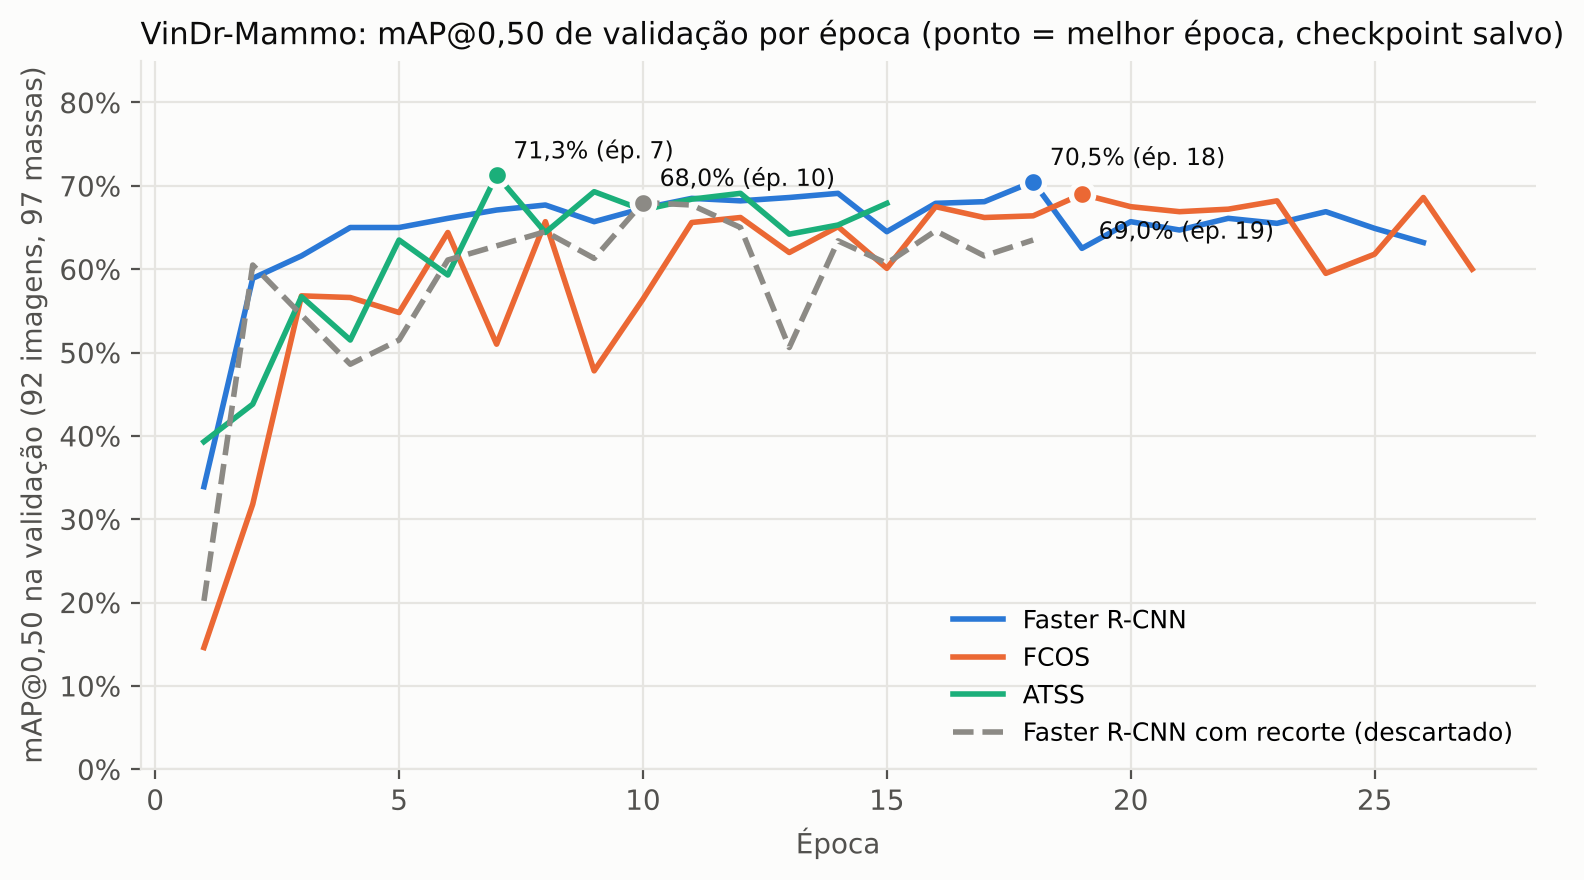 VinDr-Mammo: mAP@0,50 de validação por época (ponto = melhor época, checkpoint salvo)
mAP@0,50 na validação (92 imagens, 97 massas)
80%
70%
60%
50%
40%
30%
20%
10%
0%
71,3% (ép. 7)
68,0% (ép. 10)
70,5% (ép. 18)
69,0% (ép. 19)
Faster R-CNN
FCOS
ATSS
Faster R-CNN com recorte (descartado)
0 5 10 15 20 25
Época